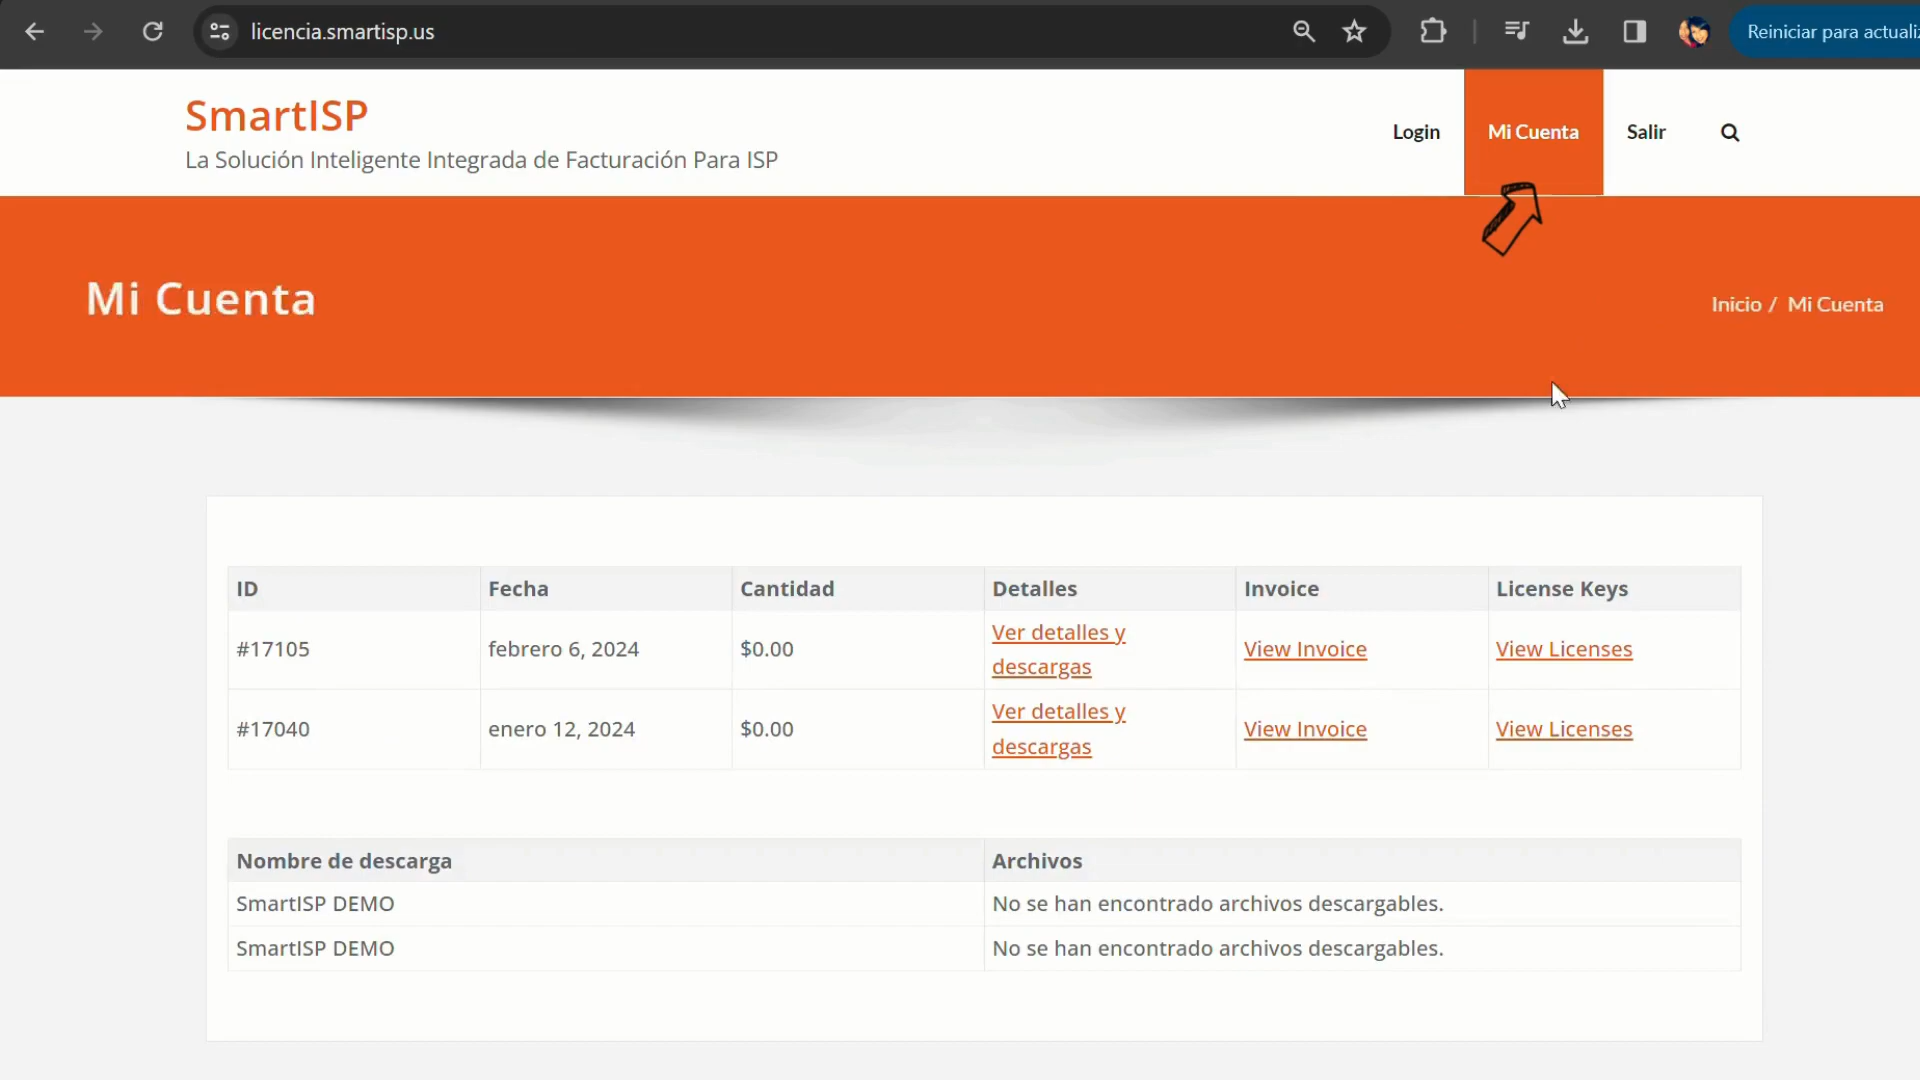 licencia.smartisp.us
Reiniciar para actualiz
SmartISP
La Solución Inteligente Integrada de Facturación Para ISP
Login
Mi Cuenta
Salir
Mi Cuenta
Inicio / Mi Cuenta
ID Fecha Cantidad Detalles Invoice License Keys
#17105 febrero 6, 2024 $0.00 Ver detalles y descargas View Invoice View Licenses
#17040 enero 12, 2024 $0.00 Ver detalles y descargas View Invoice View Licenses
Nombre de descarga Archivos
SmartISP DEMO No se han encontrado archivos descargables.
SmartISP DEMO No se han encontrado archivos descargables.